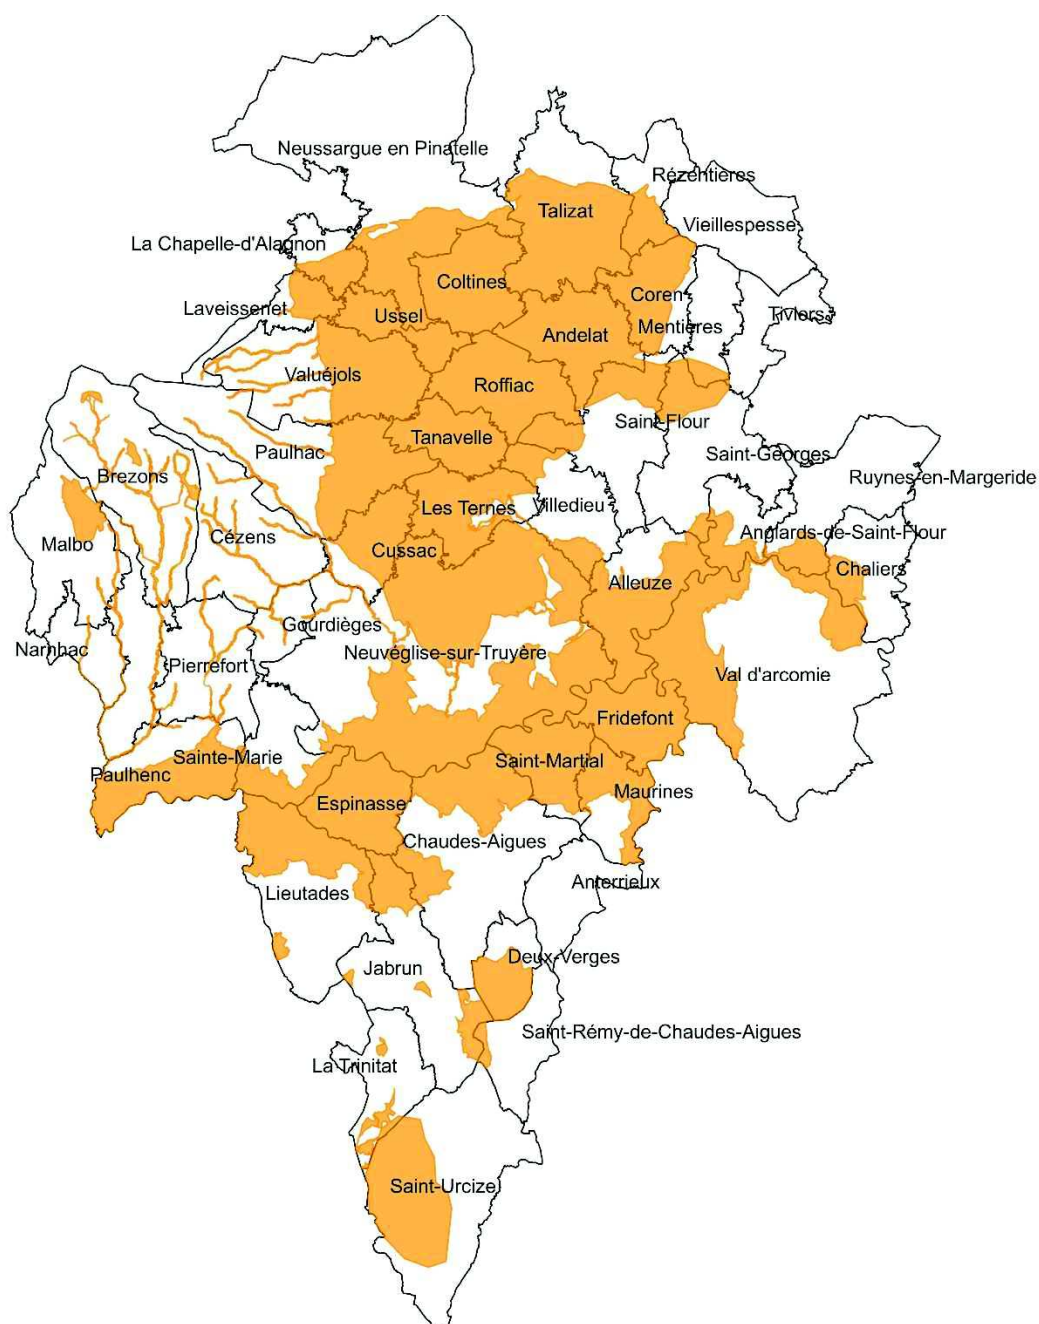 Neussargue en Pinatelle
Rézentières
Talizat
Vieillespesse
La Chapelle-d'Alagnon
Coltines
Coren
Laveissenet
Ussel
Tiviers
Mentières
Andelat
Valuéjols
Roffiac
Saint-Flour
Tanavelle
Paulhac
Saint-Georges
Brezons
Ruynes-en-Margeride
Les Ternes
Villedieu
Anglards-de-Saint-Flour
Cézens
Malbo
Cussac
Chaliers
Alleuze
Gourdièges
Narnhac
Neuvéglise-sur-Truyère
Pierrefort
Val d'arcomie
Fridefont
Sainte-Marie
Saint-Martial
Paulhenc
Maurines
Espinasse
Chaudes-Aigues
Anterrieux
Lieutades
Deux-Verges
Jabrun
Saint-Rémy-de-Chaudes-Aigues
La Trinitat
Saint-Urcize